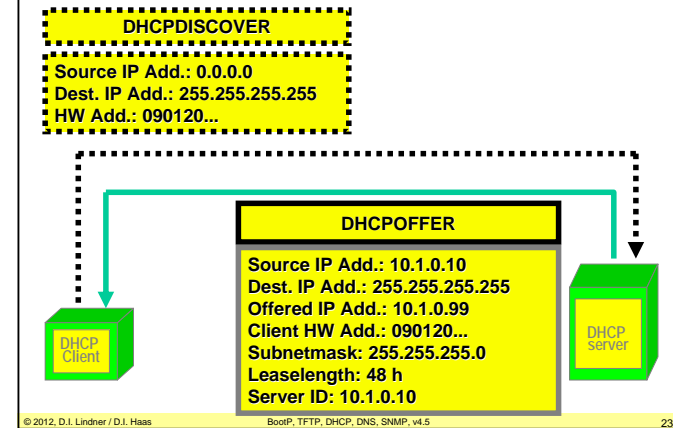 DHCPDISCOVER
Source IP Add.: 0.0.0.0
Dest. IP Add.: 255.255.255.255
HW Add.: 090120...
DHCPOFFER
Source IP Add.: 10.1.0.10
Dest. IP Add.: 255.255.255.255
Offered IP Add.: 10.1.0.99
Client HW Add.: 090120...
Subnetmask: 255.255.255.0
Leaselength: 48 h
Server ID: 10.1.0.10
DHCP
Client
DHCP
server
© 2012, D.I. Lindner / D.I. Haas
BootP, TFTP, DHCP, DNS, SNMP, v4.5
23